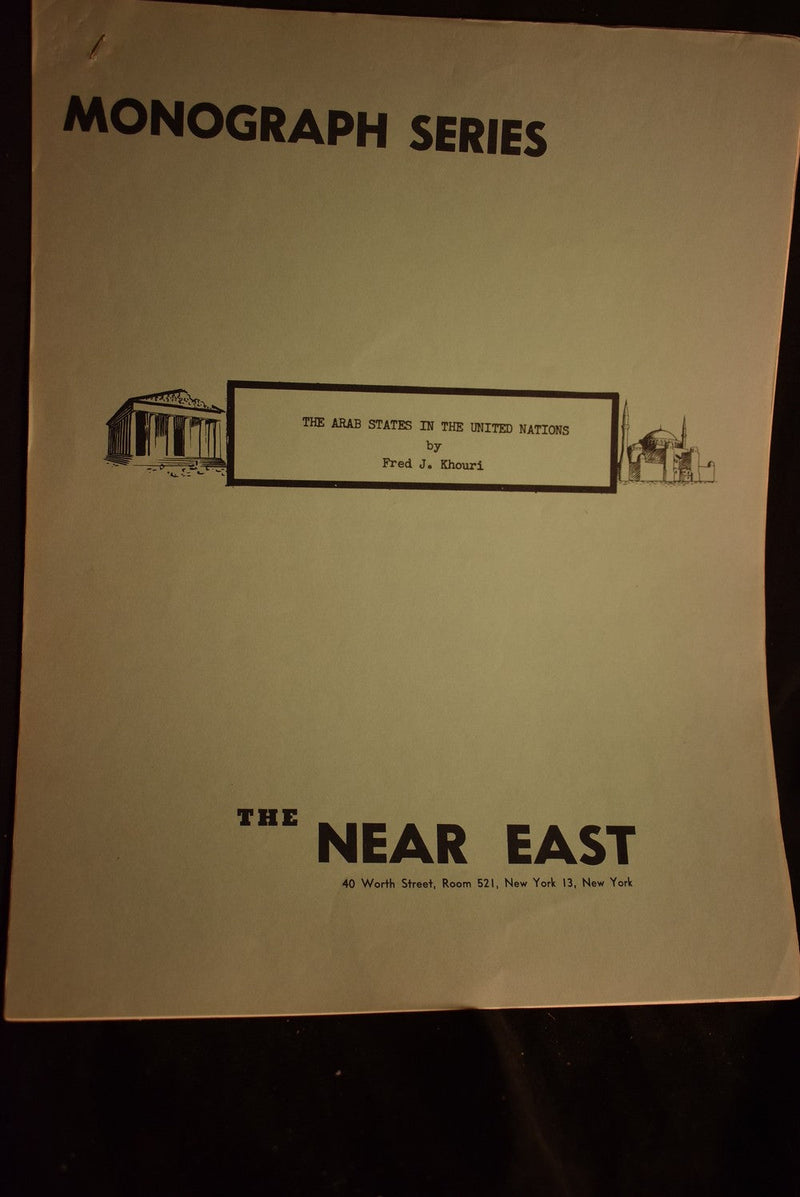 MONOGRAPH SERIES
THE ARAB STATES IN THE UNITED NATIONS
by
Fred J. Khouri
THE NEAR EAST
40 Worth Street, Room 521, New York 13, New York